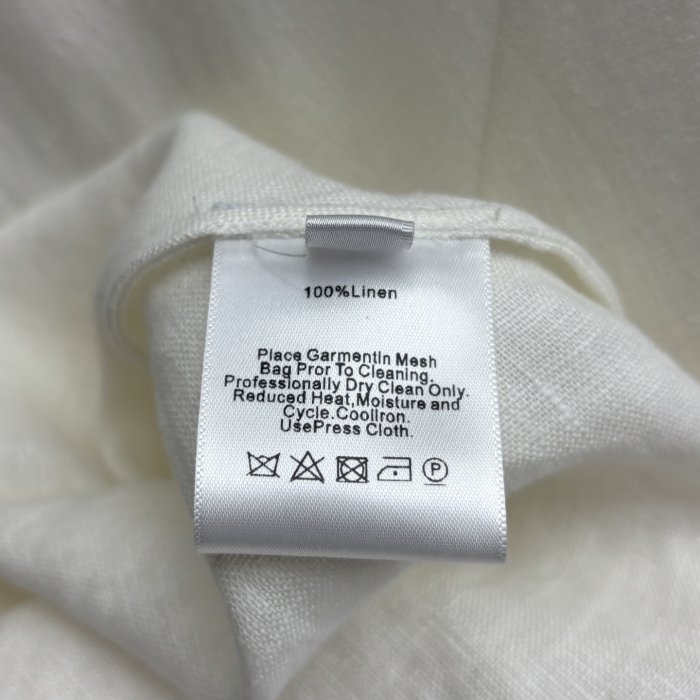 100%Linen
Place GarmentIn Mesh
Bag Pror To Cleaning.
Professionally Dry Clean Only.
Reduced Heat,Moisture and
Cycle.CoolIron.
UsePress Cloth.
P